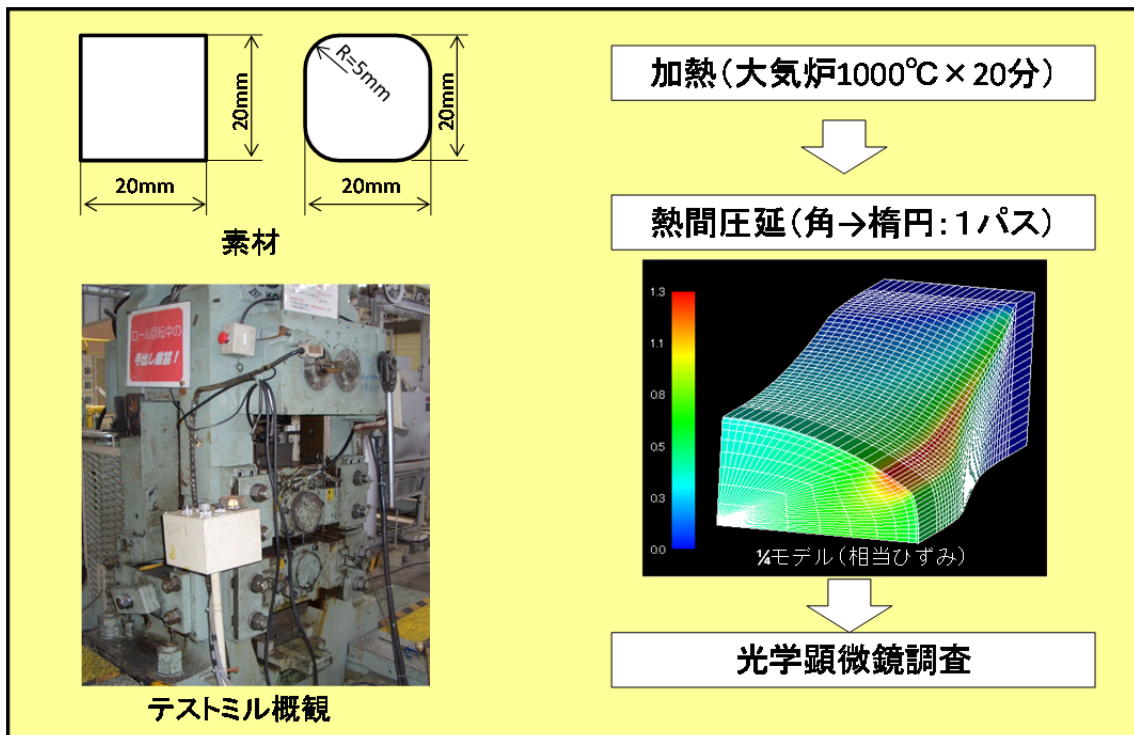 R=5mm
20mm
20mm
20mm
20mm
素材
ロール回転中の
手出し厳禁！
テストミル概観
加熱（大気炉1000℃×20分）
熱間圧延（角→楕円：１パス）
1.3
1.1
0.8
0.5
0.3
0.0
¼モデル（相当ひずみ）
光学顕微鏡調査